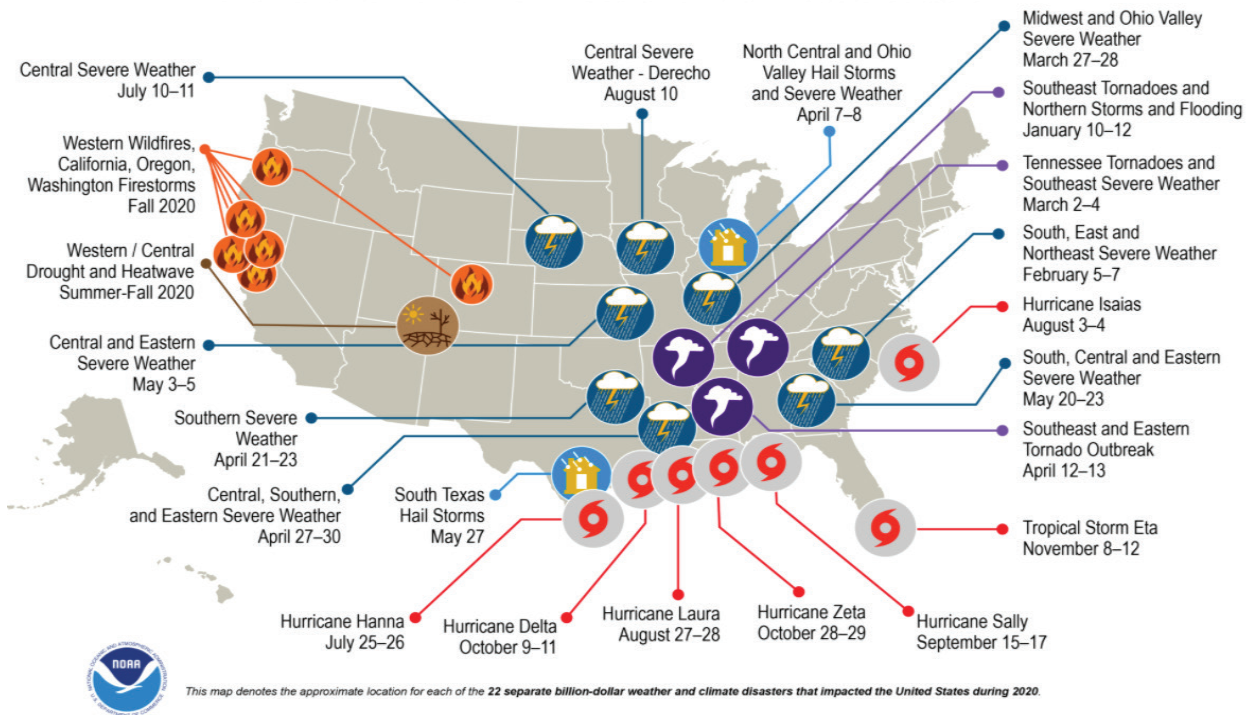 Central Severe Weather
July 10–11
Central Severe
Weather - Derecho
August 10
North Central and Ohio
Valley Hail Storms
and Severe Weather
April 7–8
Midwest and Ohio Valley
Severe Weather
March 27–28
Southeast Tornadoes and
Northern Storms and Flooding
January 10–12
Western Wildfires,
California, Oregon,
Washington Firestorms
Fall 2020
Tennessee Tornadoes and
Southeast Severe Weather
March 2–4
Western / Central
Drought and Heatwave
Summer-Fall 2020
South, East and
Northeast Severe Weather
February 5–7
Hurricane Isaias
August 3–4
Central and Eastern
Severe Weather
May 3–5
South, Central and Eastern
Severe Weather
May 20–23
Southern Severe
Weather
April 21–23
Southeast and Eastern
Tornado Outbreak
April 12–13
Central, Southern,
and Eastern Severe Weather
April 27–30
South Texas
Hail Storms
May 27
Tropical Storm Eta
November 8–12
Hurricane Hanna
July 25–26
Hurricane Delta
October 9–11
Hurricane Laura
August 27–28
Hurricane Zeta
October 28–29
Hurricane Sally
September 15–17
NATIONAL OCEANIC AND ATMOSPHERIC ADMINISTRATION
NOAA
U.S. DEPARTMENT OF COMMERCE
This map denotes the approximate location for each of the 22 separate billion-dollar weather and climate disasters that impacted the United States during 2020.